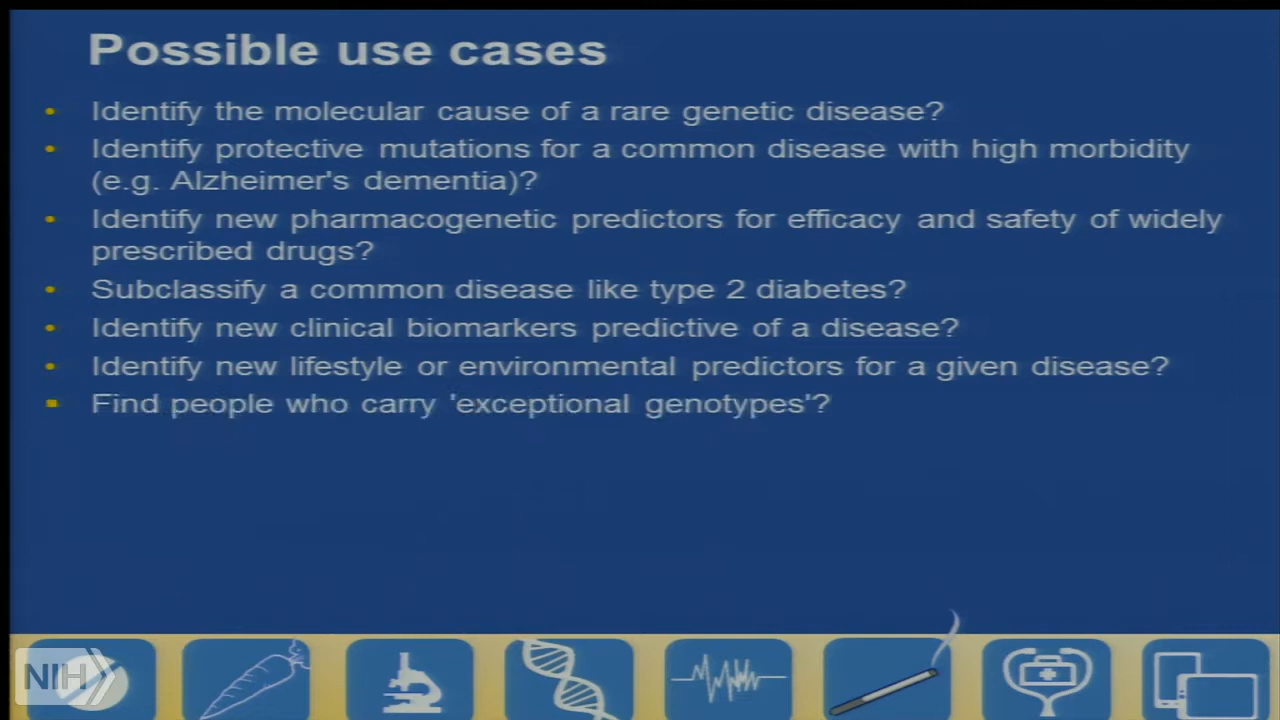 Possible use cases
• Identify the molecular cause of a rare genetic disease?
• Identify protective mutations for a common disease with high morbidity
(e.g. Alzheimer's dementia)?
• Identify new pharmacogenetic predictors for efficacy and safety of widely
prescribed drugs?
• Subclassify a common disease like type 2 diabetes?
• Identify new clinical biomarkers predictive of a disease?
• Identify new lifestyle or environmental predictors for a given disease?
▪ Find people who carry 'exceptional genotypes'?
NIH